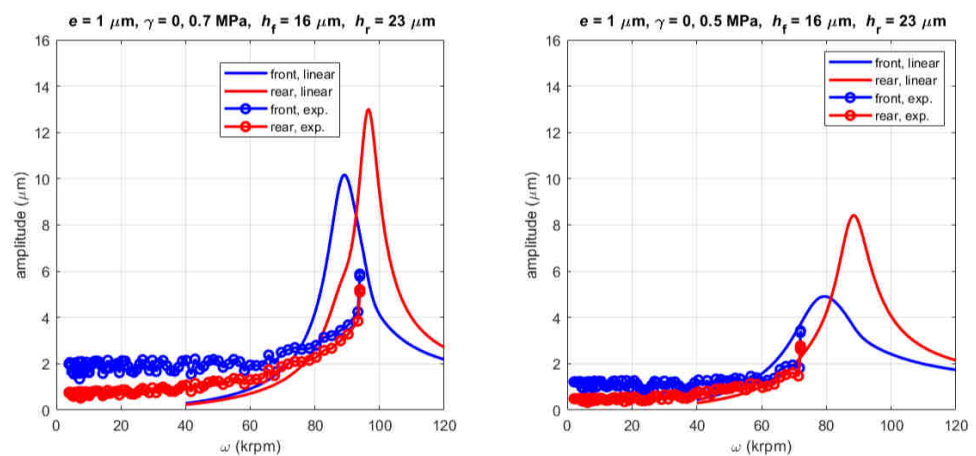 e = 1 μm, γ = 0, 0.7 MPa, h_f = 16 μm, h_r = 23 μm
16
14
12
10
8
6
4
2
0
amplitude (μm)
front, linear
rear, linear
front, exp.
rear, exp.
0 20 40 60 80 100 120
ω (krpm)
e = 1 μm, γ = 0, 0.5 MPa, h_f = 16 μm, h_r = 23 μm
16
14
12
10
8
6
4
2
0
amplitude (μm)
front, linear
rear, linear
front, exp.
rear, exp.
0 20 40 60 80 100 120
ω (krpm)